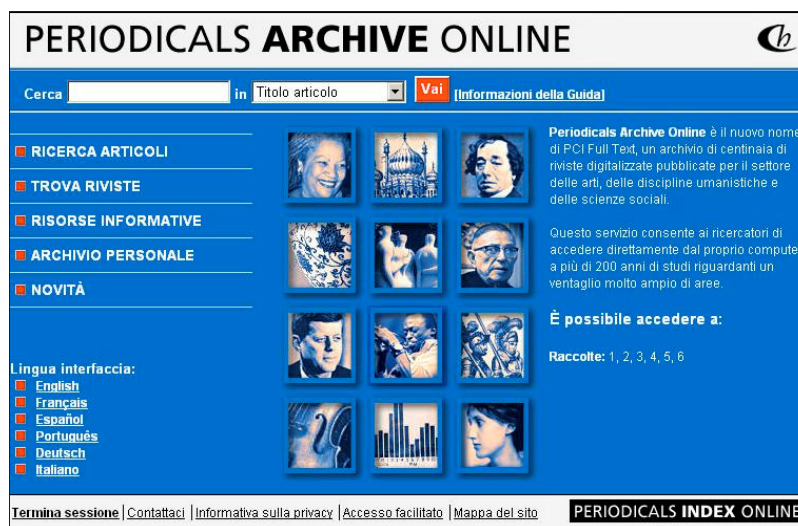 PERIODICALS ARCHIVE ONLINE
Cerca in Titolo articolo Vai [Informazioni della Guida]
RICERCA ARTICOLI
TROVA RIVISTE
RISORSE INFORMATIVE
ARCHIVIO PERSONALE
NOVITÀ
Lingua interfaccia:
English
Français
Español
Português
Deutsch
Italiano
Periodicals Archive Online è il nuovo nome
di PCI Full Text, un archivio di centinaia di
riviste digitalizzate pubblicate per il settore
delle arti, delle discipline umanistiche e
delle scienze sociali.
Questo servizio consente ai ricercatori di
accedere direttamente dal proprio compute
a più di 200 anni di studi riguardanti un
ventaglio molto ampio di aree.
È possibile accedere a:
Raccolte: 1, 2, 3, 4, 5, 6
Termina sessione | Contattaci | Informativa sulla privacy | Accesso facilitato | Mappa del sito
PERIODICALS INDEX ONLINE